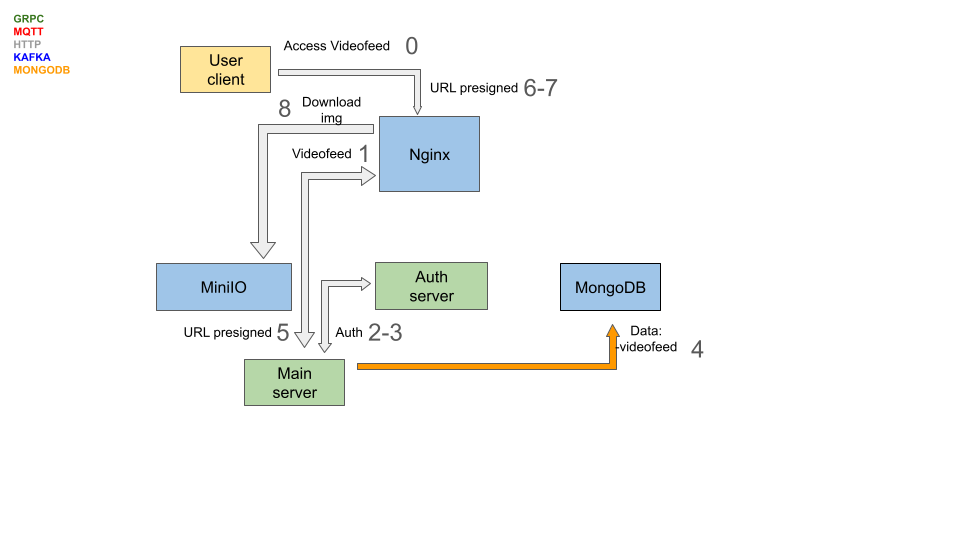 GRPC
MQTT
HTTP
KAFKA
MONGODB
Access Videofeed 0
User
client
URL presigned 6-7
8 Download
img
Videofeed 1
Nginx
MiniIO
Auth
server
MongoDB
URL presigned 5
Auth 2-3
Data:
-videofeed 4
Main
server